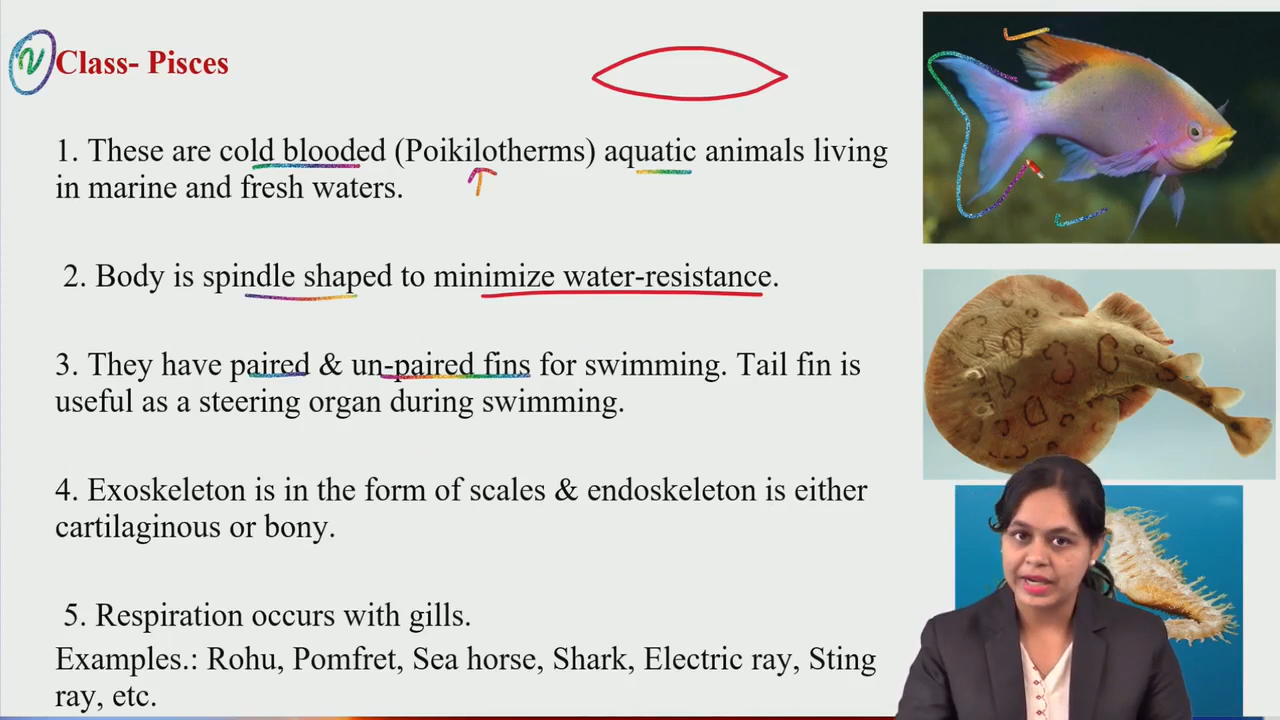 2 Class- Pisces
1. These are cold blooded (Poikilotherms) aquatic animals living
in marine and fresh waters.
2. Body is spindle shaped to minimize water-resistance.
3. They have paired & un-paired fins for swimming. Tail fin is
useful as a steering organ during swimming.
4. Exoskeleton is in the form of scales & endoskeleton is either
cartilaginous or bony.
5. Respiration occurs with gills.
Examples.: Rohu, Pomfret, Sea horse, Shark, Electric ray, Sting
ray, etc.